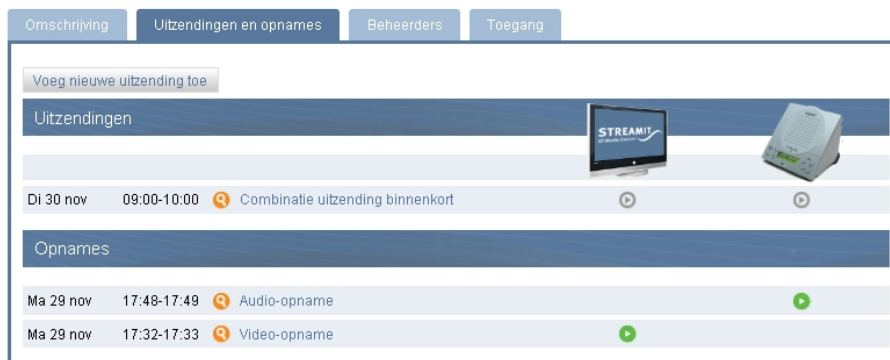 Omschrijving Uitzendingen en opnames Beheerders Toegang
Voeg nieuwe uitzending toe
Uitzendingen
STREAMIT
Di 30 nov 09:00-10:00 Combinatie uitzending binnenkort
Opnames
Ma 29 nov 17:48-17:49 Audio-opname
Ma 29 nov 17:32-17:33 Video-opname